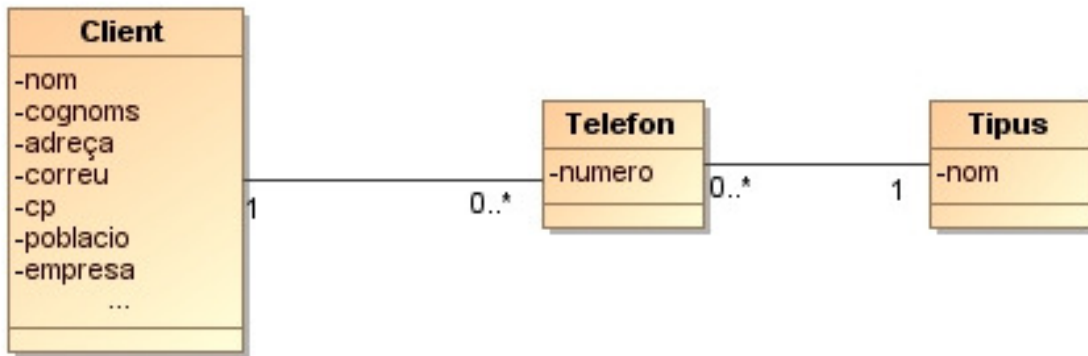 Client
-nom
-cognoms
-adreça
-correu
-cp
-poblacio
-empresa
...
1
0..*
Telefon
-numero
0..*
1
Tipus
-nom